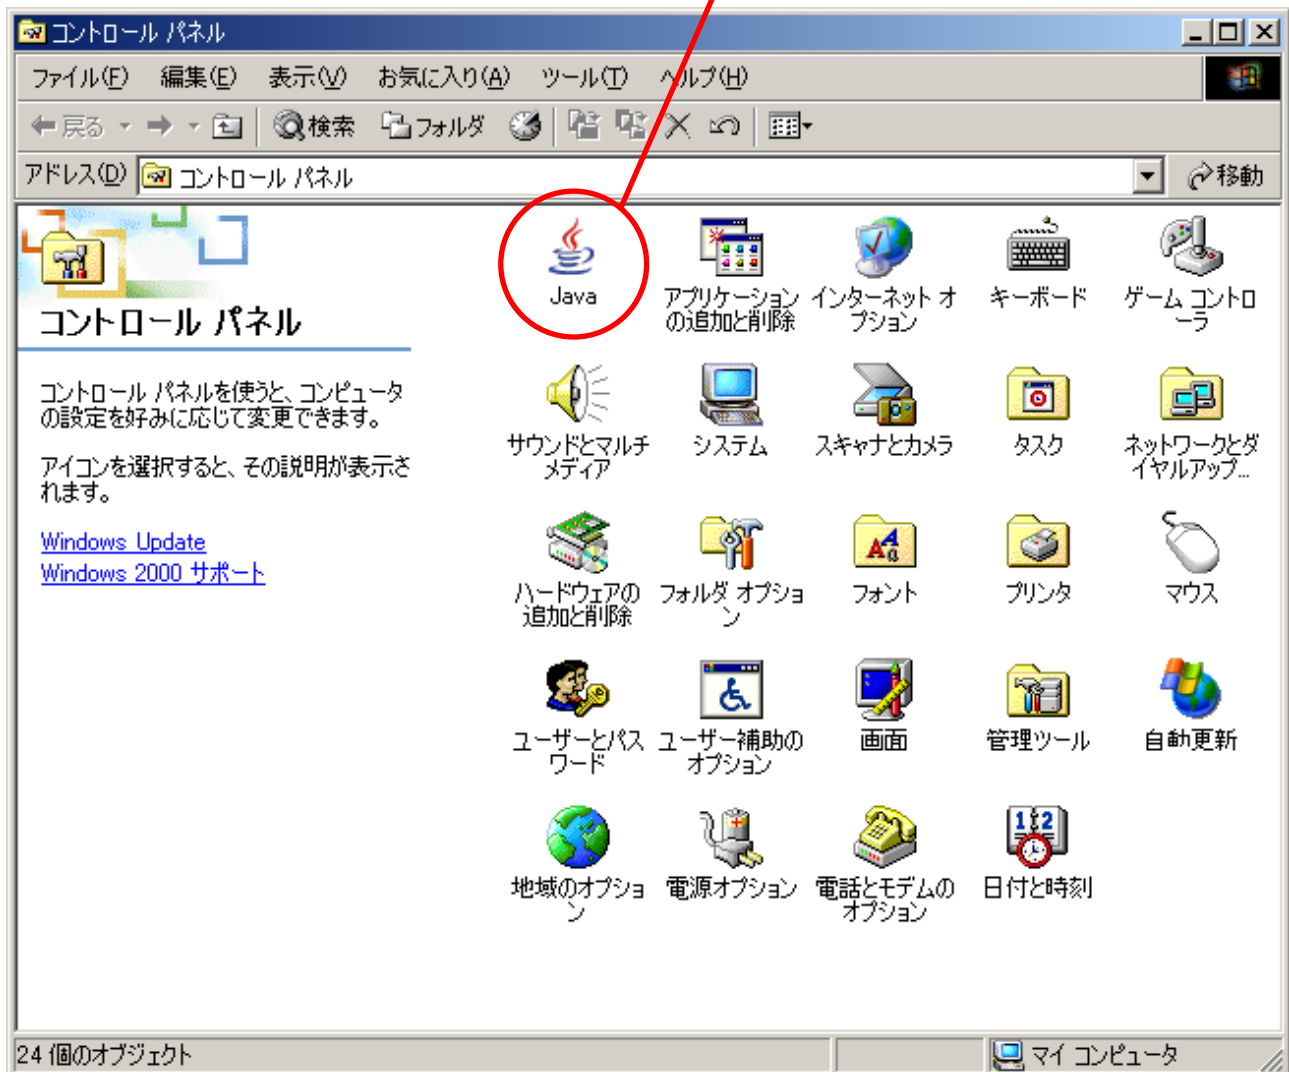 コントロール パネル
ファイル(F) 編集(E) 表示(V) お気に入り(A) ツール(T) ヘルプ(H)
戻る 検索 フォルダ
アドレス(D) コントロール パネル 移動
コントロール パネル
コントロール パネルを使うと、コンピュータ
の設定を好みに応じて変更できます。
アイコンを選択すると、その説明が表示さ
れます。
Windows Update
Windows 2000 サポート
Java
アプリケーション
の追加と削除
インターネット オ
プション
キーボード
ゲーム コントロ
ーラ
サウンドとマルチ
メディア
システム
スキャナとカメラ
タスク
ネットワークとダ
イヤルアップ...
ハードウェアの
追加と削除
フォルダ オプショ
ン
フォント
プリンタ
マウス
ユーザーとパス
ワード
ユーザー補助の
オプション
画面
管理ツール
自動更新
地域のオプショ
ン
電源オプション
電話とモデムの
オプション
日付と時刻
24 個のオブジェクト
マイ コンピュータ